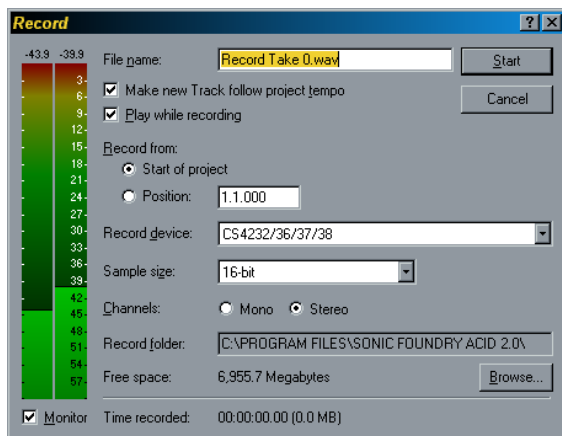 Record
-43.9 -39.9
3-
6-
9-
12-
15-
18-
21-
24-
27-
30-
33-
36-
39-
42-
45-
48-
51-
54-
57-
Monitor
File name: Record Take 0.wav
Start
Make new Track follow project tempo
Cancel
Play while recording
Record from:
Start of project
Position: 1.1.000
Record device: CS4232/36/37/38
Sample size: 16-bit
Channels: Mono Stereo
Record folder: C:\PROGRAM FILES\SONIC FOUNDRY ACID 2.0\
Free space: 6,955.7 Megabytes
Browse...
Time recorded: 00:00:00.00 (0.0 MB)